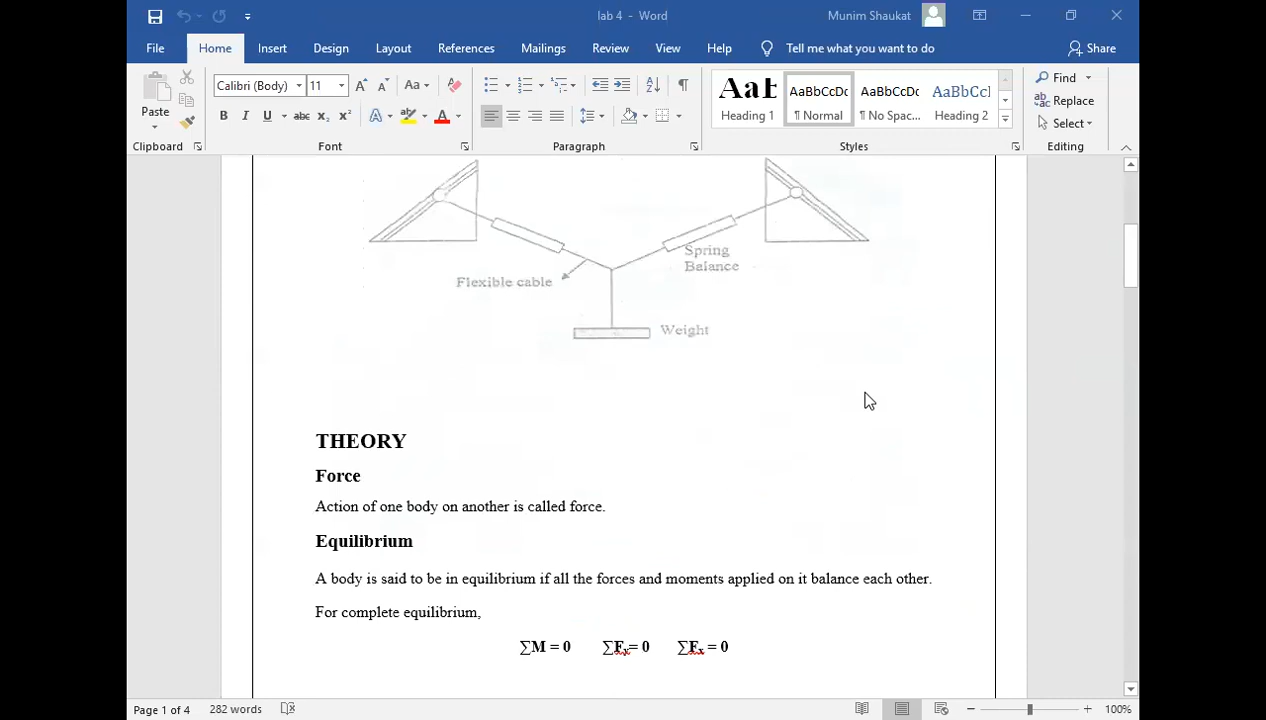 lab 4 - Word
Munim Shaukat
File Home Insert Design Layout References Mailings Review View Help Tell me what you want to do Share
Paste
Calibri (Body) 11
Aa
B I U abc x₂ x² A A
AaBbCcDc AaBbCcDc AaBbCcI
Heading 1 ¶ Normal ¶ No Spac... Heading 2
Find
Replace
Select
Clipboard Font Paragraph Styles Editing
Spring
Balance
Flexible cable
Weight
THEORY
Force
Action of one body on another is called force.
Equilibrium
A body is said to be in equilibrium if all the forces and moments applied on it balance each other.
For complete equilibrium,
∑M = 0 ∑Fy= 0 ∑Fx = 0
Page 1 of 4 282 words 100%